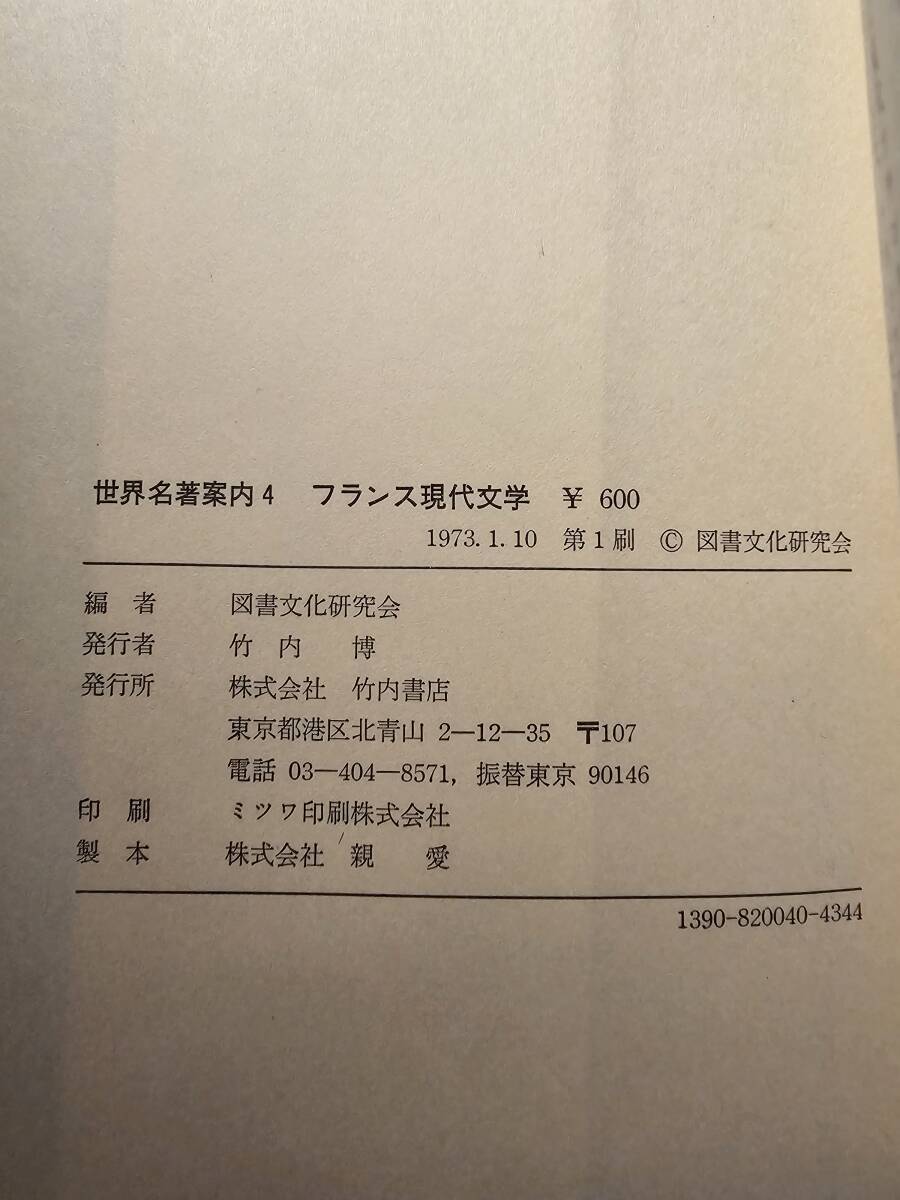 世界名著案内4　フランス現代文学　¥ 600
1973.1.10　第1刷　© 図書文化研究会
編　者　図書文化研究会
発行者　竹　内　　博
発行所　株式会社　竹内書店
東京都港区北青山 2—12—35　〒107
電話 03—404—8571, 振替東京 90146
印　刷　ミツワ印刷株式会社
製　本　株式会社　親　　愛
1390-820040-4344